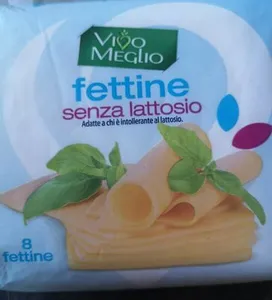 VIVO
MEGLIO
fettine
senza lattosio
Adatte a chi è intollerante al lattosio.
8
fettine